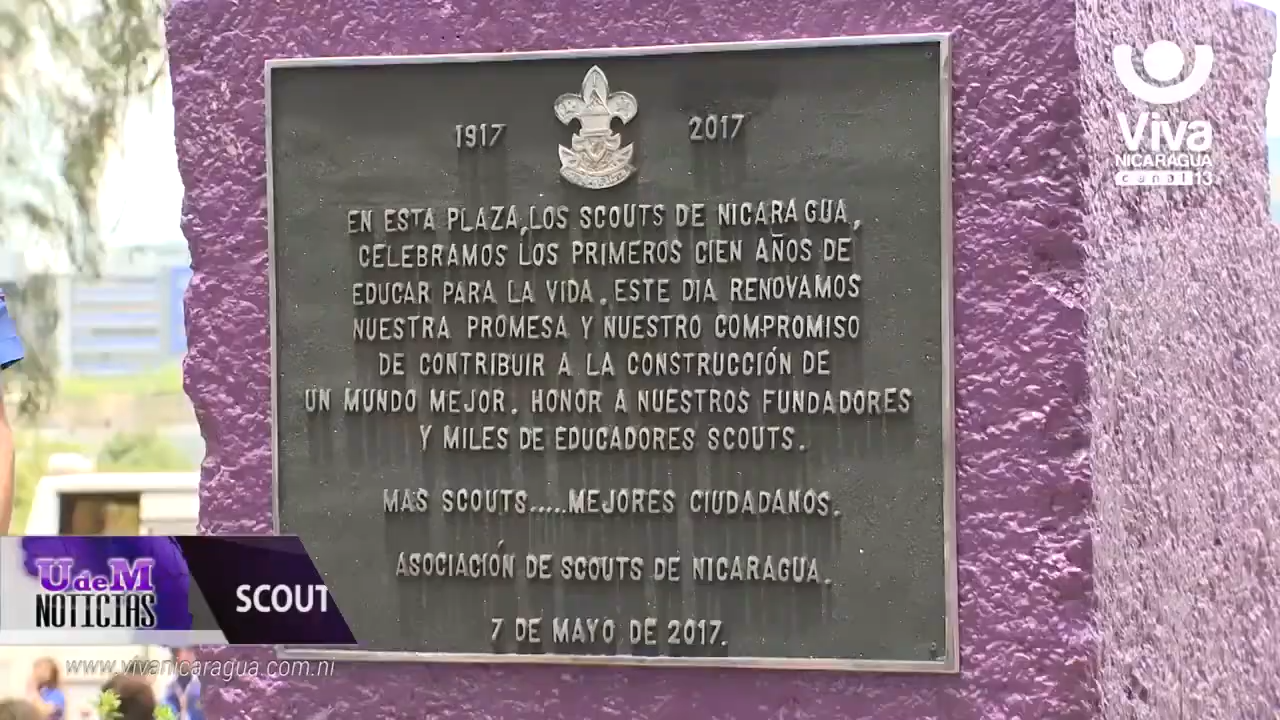 1917 2017
EN ESTA PLAZA, LOS SCOUTS DE NICARAGUA,
CELEBRAMOS LOS PRIMEROS CIEN AÑOS DE
EDUCAR PARA LA VIDA. ESTE DIA RENOVAMOS
NUESTRA PROMESA Y NUESTRO COMPROMISO
DE CONTRIBUIR A LA CONSTRUCCIÓN DE
UN MUNDO MEJOR. HONOR A NUESTROS FUNDADORES
Y MILES DE EDUCADORES SCOUTS.
MAS SCOUTS.....MEJORES CIUDADANOS.
ASOCIACIÓN DE SCOUTS DE NICARAGUA.
7 DE MAYO DE 2017.
Viva
NICARAGUA
canal 13
UdeM
NOTICIAS
SCOUT
www.vivanicaragua.com.ni